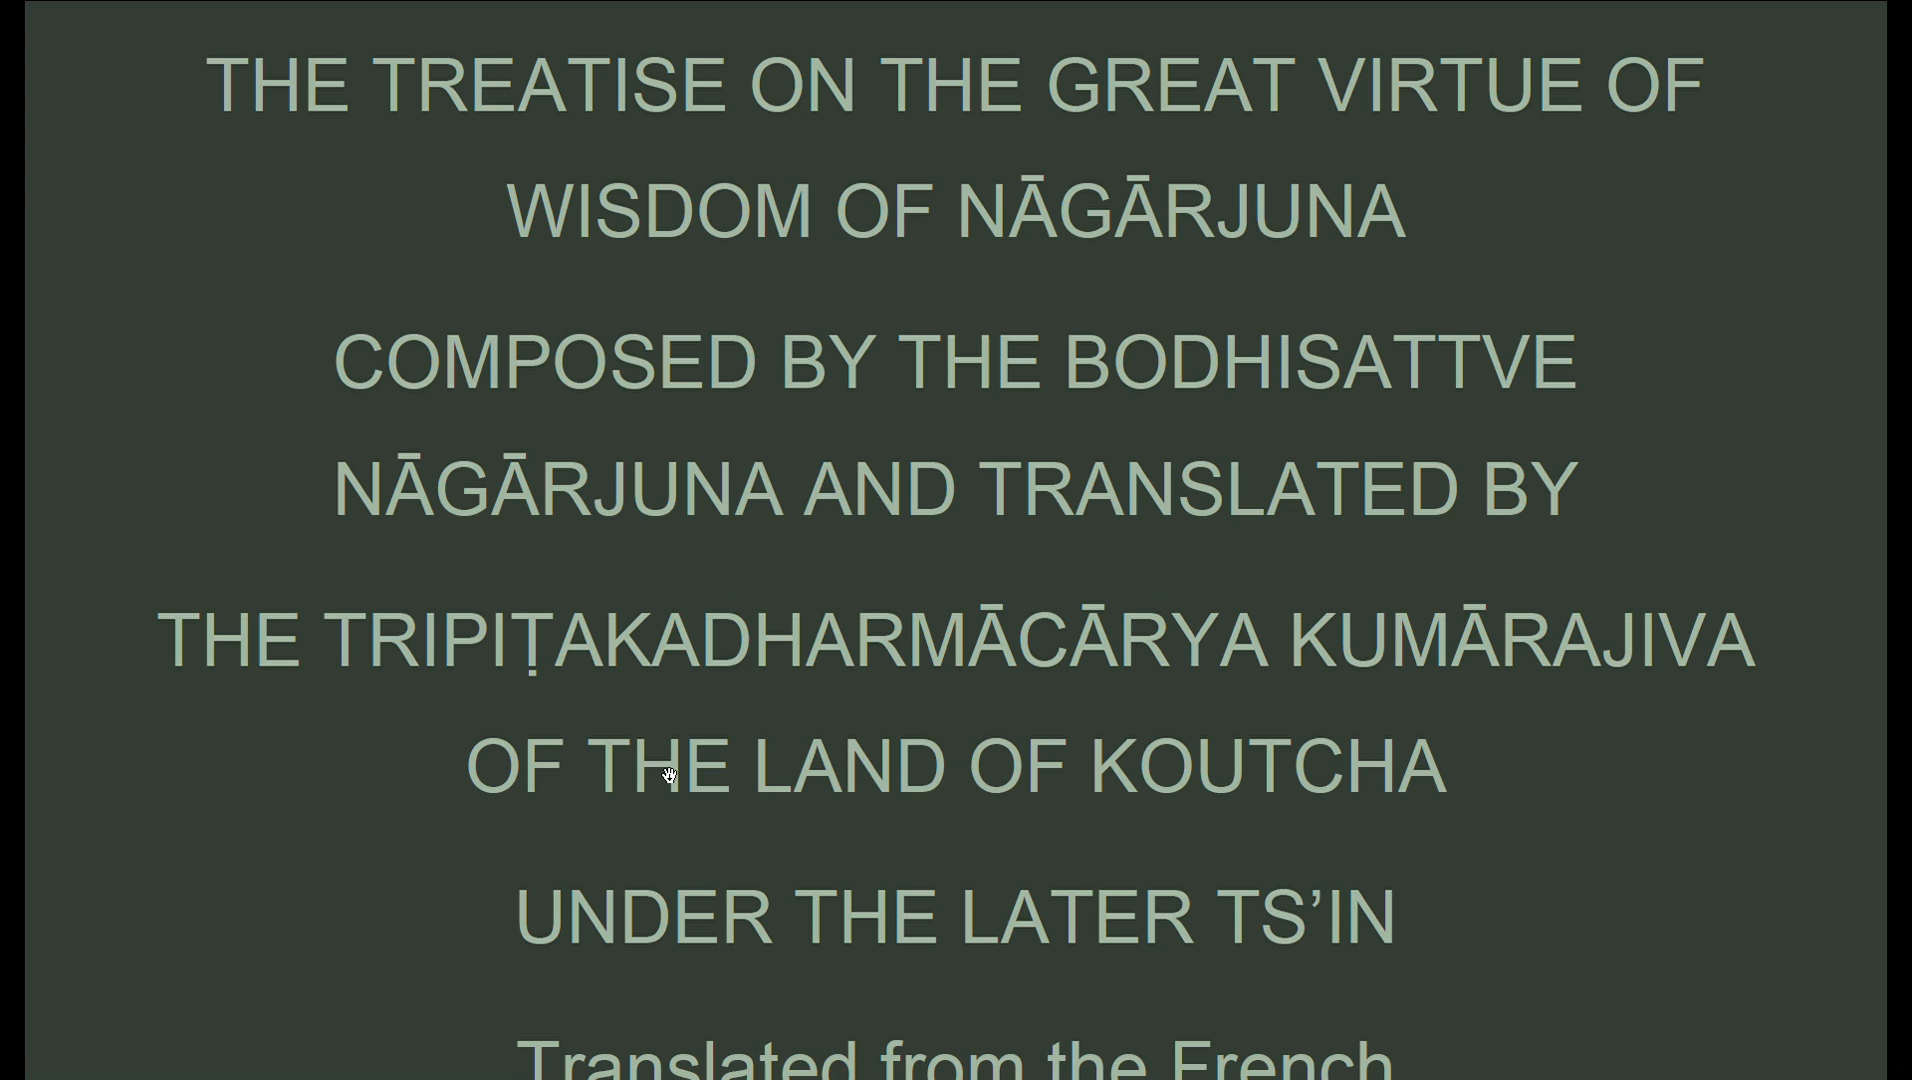 THE TREATISE ON THE GREAT VIRTUE OF
WISDOM OF NĀGĀRJUNA
COMPOSED BY THE BODHISATTVE
NĀGĀRJUNA AND TRANSLATED BY
THE TRIPIṬAKADHARMĀCĀRYA KUMĀRAJIVA
OF THE LAND OF KOUTCHA
UNDER THE LATER TS’IN
Translated from the French